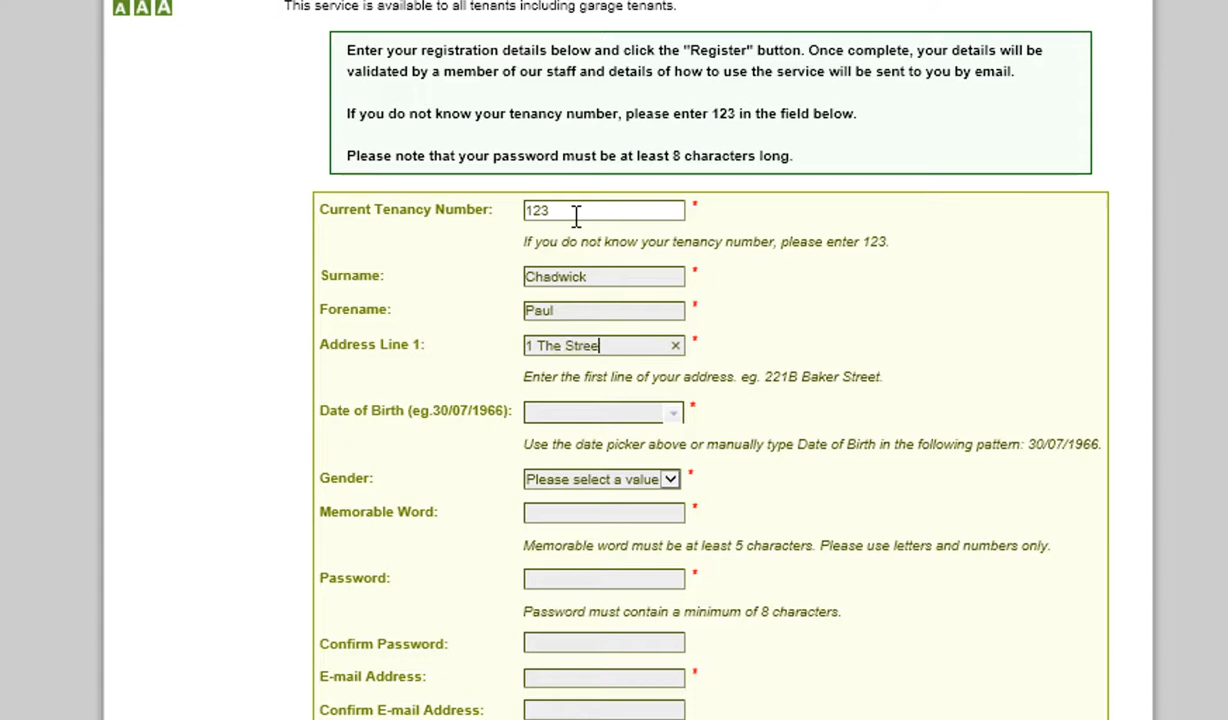 A A A
This service is available to all tenants including garage tenants.
Enter your registration details below and click the "Register" button. Once complete, your details will be
validated by a member of our staff and details of how to use the service will be sent to you by email.
If you do not know your tenancy number, please enter 123 in the field below.
Please note that your password must be at least 8 characters long.
Current Tenancy Number: 123 *
If you do not know your tenancy number, please enter 123.
Surname: Chadwick *
Forename: Paul *
Address Line 1: 1 The Stree *
Enter the first line of your address. eg. 221B Baker Street.
Date of Birth (eg.30/07/1966): *
Use the date picker above or manually type Date of Birth in the following pattern: 30/07/1966.
Gender: Please select a value *
Memorable Word: *
Memorable word must be at least 5 characters. Please use letters and numbers only.
Password: *
Password must contain a minimum of 8 characters.
Confirm Password:
E-mail Address: *
Confirm E-mail Address: